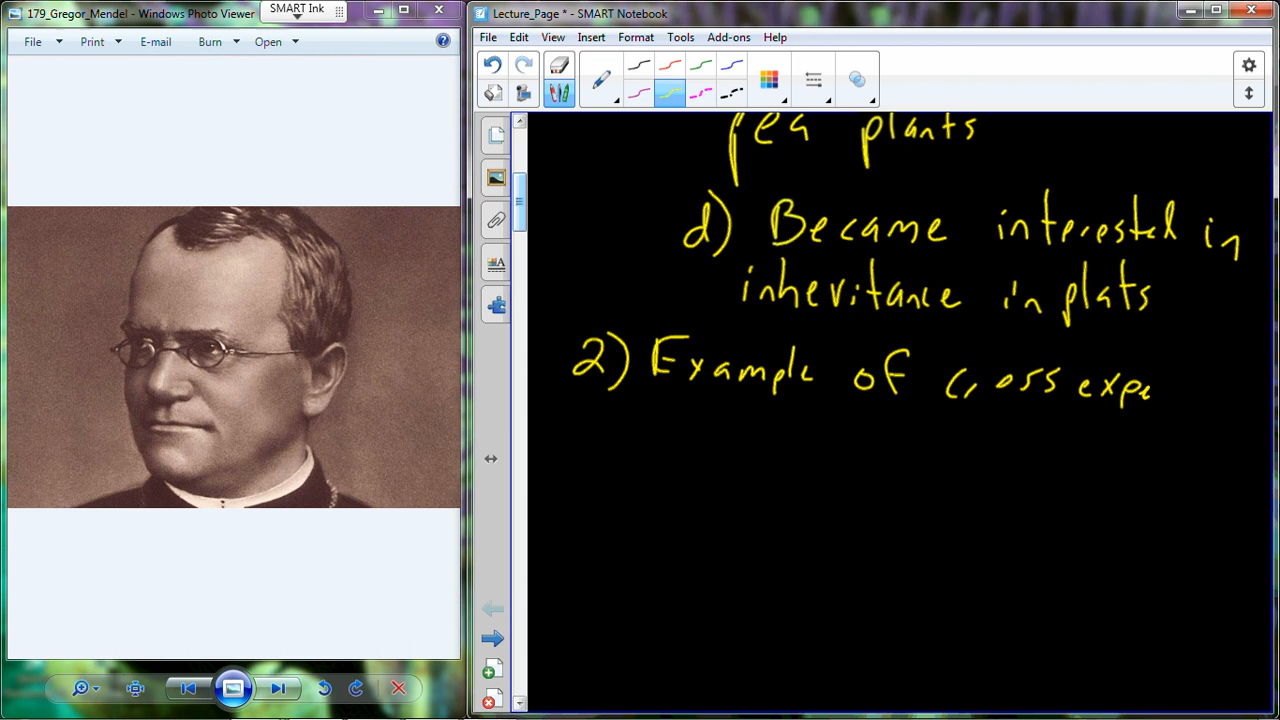 179_Gregor_Mendel - Windows Photo Viewer
SMART Ink
File Print E-mail Burn Open
Lecture_Page * - SMART Notebook
File Edit View Insert Format Tools Add-ons Help
pea plants
d) Became interested in
inheritance in plats
2) Example of cross expe